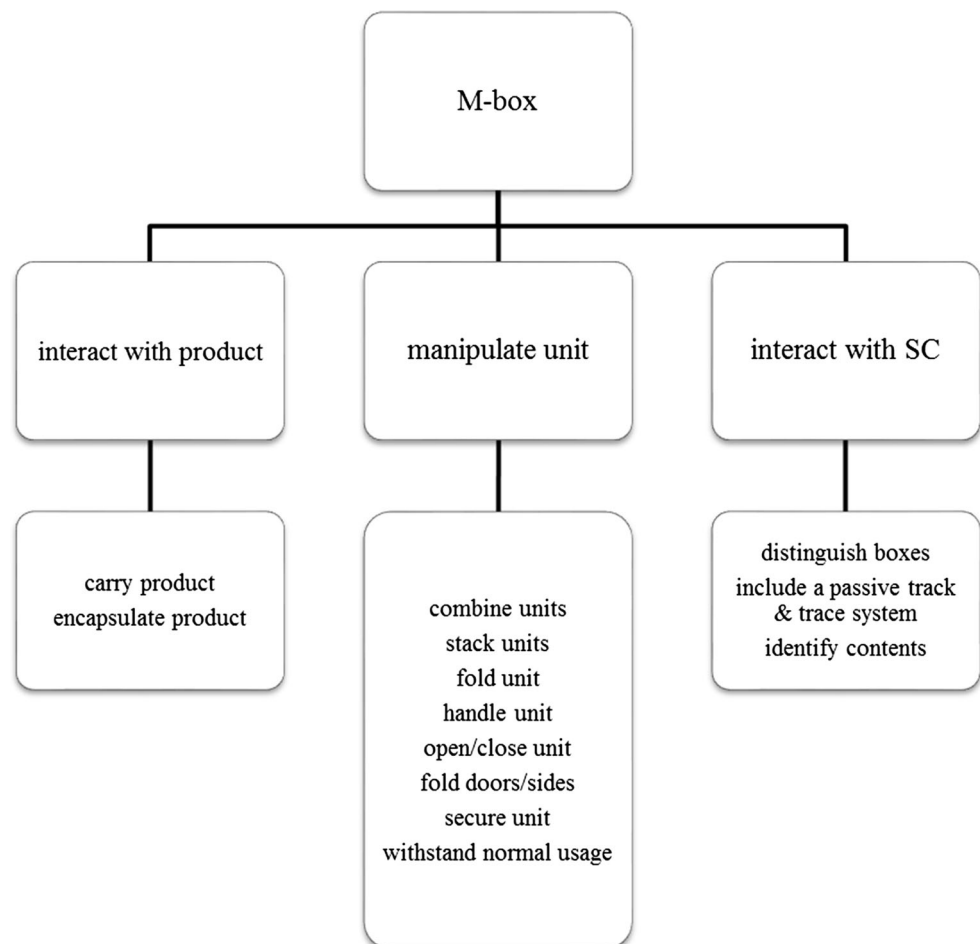 M-box
interact with product
manipulate unit
interact with SC
carry product
encapsulate product
combine units
stack units
fold unit
handle unit
open/close unit
fold doors/sides
secure unit
withstand normal usage
distinguish boxes
include a passive track
& trace system
identify contents